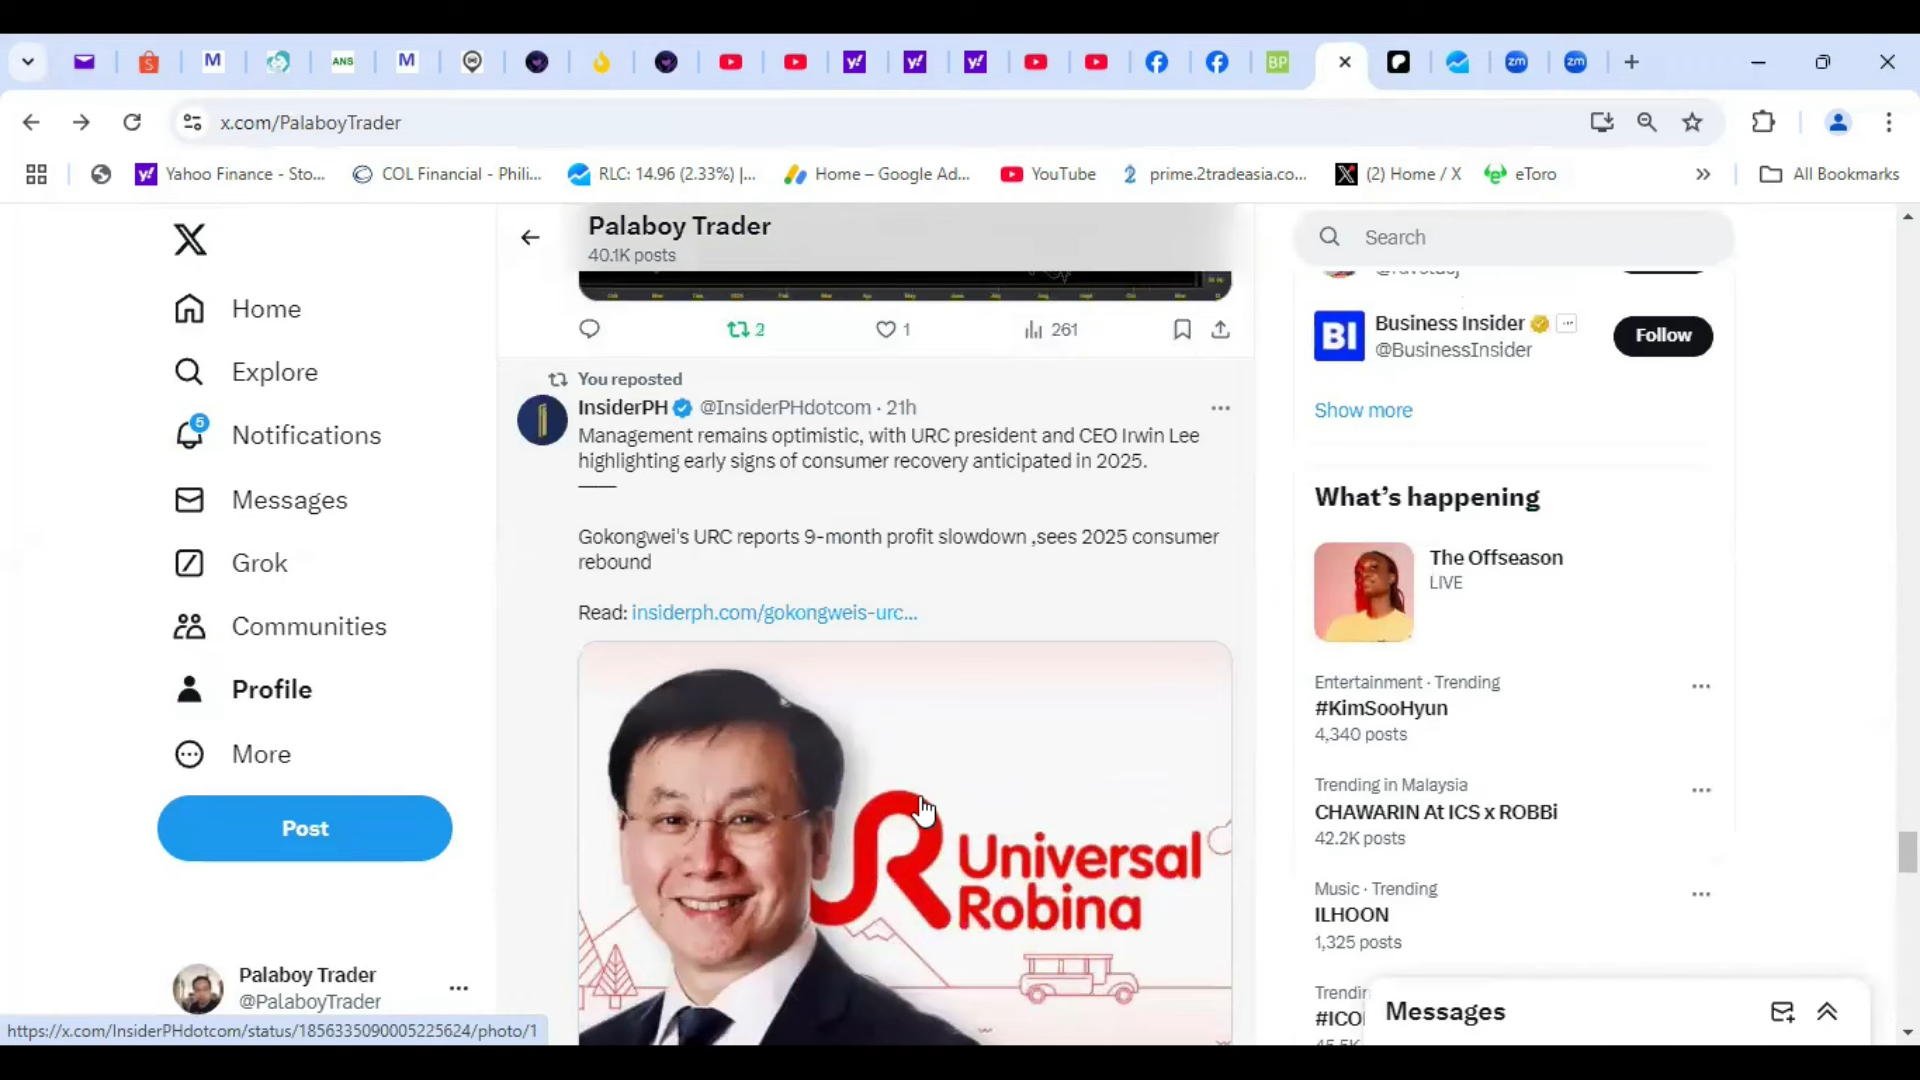 M
ANS
M
y!
y!
y!
BP
zm
zm
x.com/PalaboyTrader
Yahoo Finance - Sto...
COL Financial - Phili...
RLC: 14.96 (2.33%) |...
Home – Google Ad...
YouTube
prime.2tradeasia.co...
(2) Home / X
eToro
All Bookmarks
Home
Explore
5
Notifications
Messages
Grok
Communities
Profile
More
Post
Palaboy Trader
@PalaboyTrader
https://x.com/InsiderPHdotcom/status/1856335090005225624/photo/1
Palaboy Trader
40.1K posts
2
1
261
You reposted
InsiderPH @InsiderPHdotcom · 21h
Management remains optimistic, with URC president and CEO Irwin Lee
highlighting early signs of consumer recovery anticipated in 2025.
Gokongwei's URC reports 9-month profit slowdown ,sees 2025 consumer
rebound
Read: insiderph.com/gokongweis-urc...
Universal
Robina
Search
BI
Business Insider
@BusinessInsider
Follow
Show more
What's happening
The Offseason
LIVE
Entertainment · Trending
#KimSooHyun
4,340 posts
Trending in Malaysia
CHAWARIN At ICS x ROBBi
42.2K posts
Music · Trending
ILHOON
1,325 posts
Messages